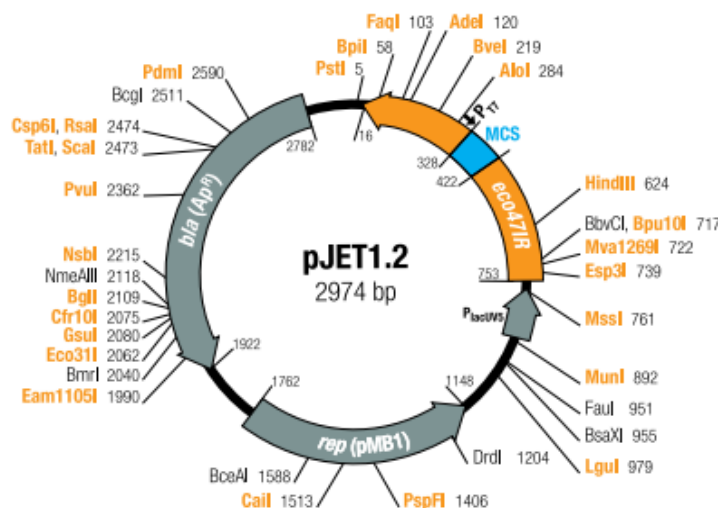 FaqI 103
AdeI 120
BpiI 58
BveI 219
PstI 5
AloI 284
PdmI 2590
BcgI 2511
Csp6I, RsaI 2474
TatI, ScaI 2473
PvuI 2362
NsbI 2215
NmeAIII 2118
BglI 2109
Cfr10I 2075
GsuI 2080
Eco31I 2062
BmrI 2040
Eam1105I 1990
2782
16
PT7
MCS
328
422
bla (ApR)
eco47IR
HindIII 624
BbvCI, Bpu10I 717
Mva1269I 722
Esp3I 739
753
pJET1.2
2974 bp
PlacUV5
MssI 761
MunI 892
FauI 951
BsaXI 955
LguI 979
1922
1762
1148
rep (pMB1)
DrdI 1204
BceAI 1588
CaiI 1513
PspFI 1406